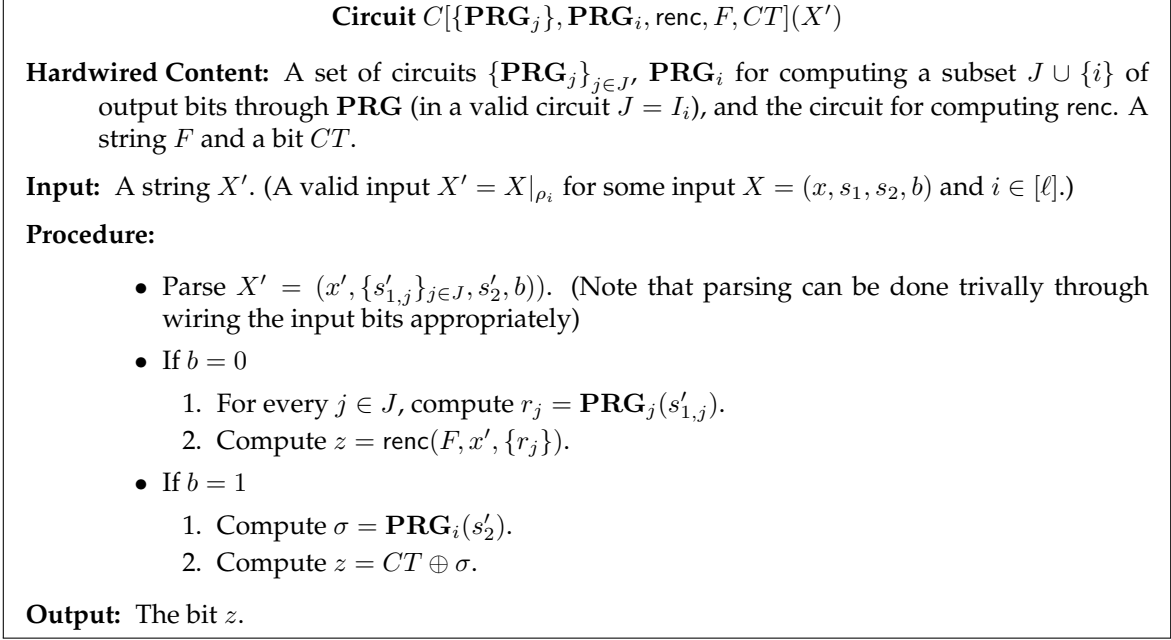 Circuit C[{PRG_j}, PRG_i, renc, F, CT](X′)
Hardwired Content: A set of circuits {PRG_j}_{j∈J}, PRG_i for computing a subset J ∪ {i} of
output bits through PRG (in a valid circuit J = I_i), and the circuit for computing renc. A
string F and a bit CT.
Input: A string X′. (A valid input X′ = X|_{ρ_i} for some input X = (x, s_1, s_2, b) and i ∈ [ℓ].)
Procedure:
• Parse X′ = (x′, {s′_{1,j}}_{j∈J}, s′_2, b)). (Note that parsing can be done trivally through
wiring the input bits appropriately)
• If b = 0
1. For every j ∈ J, compute r_j = PRG_j(s′_{1,j}).
2. Compute z = renc(F, x′, {r_j}).
• If b = 1
1. Compute σ = PRG_i(s′_2).
2. Compute z = CT ⊕ σ.
Output: The bit z.